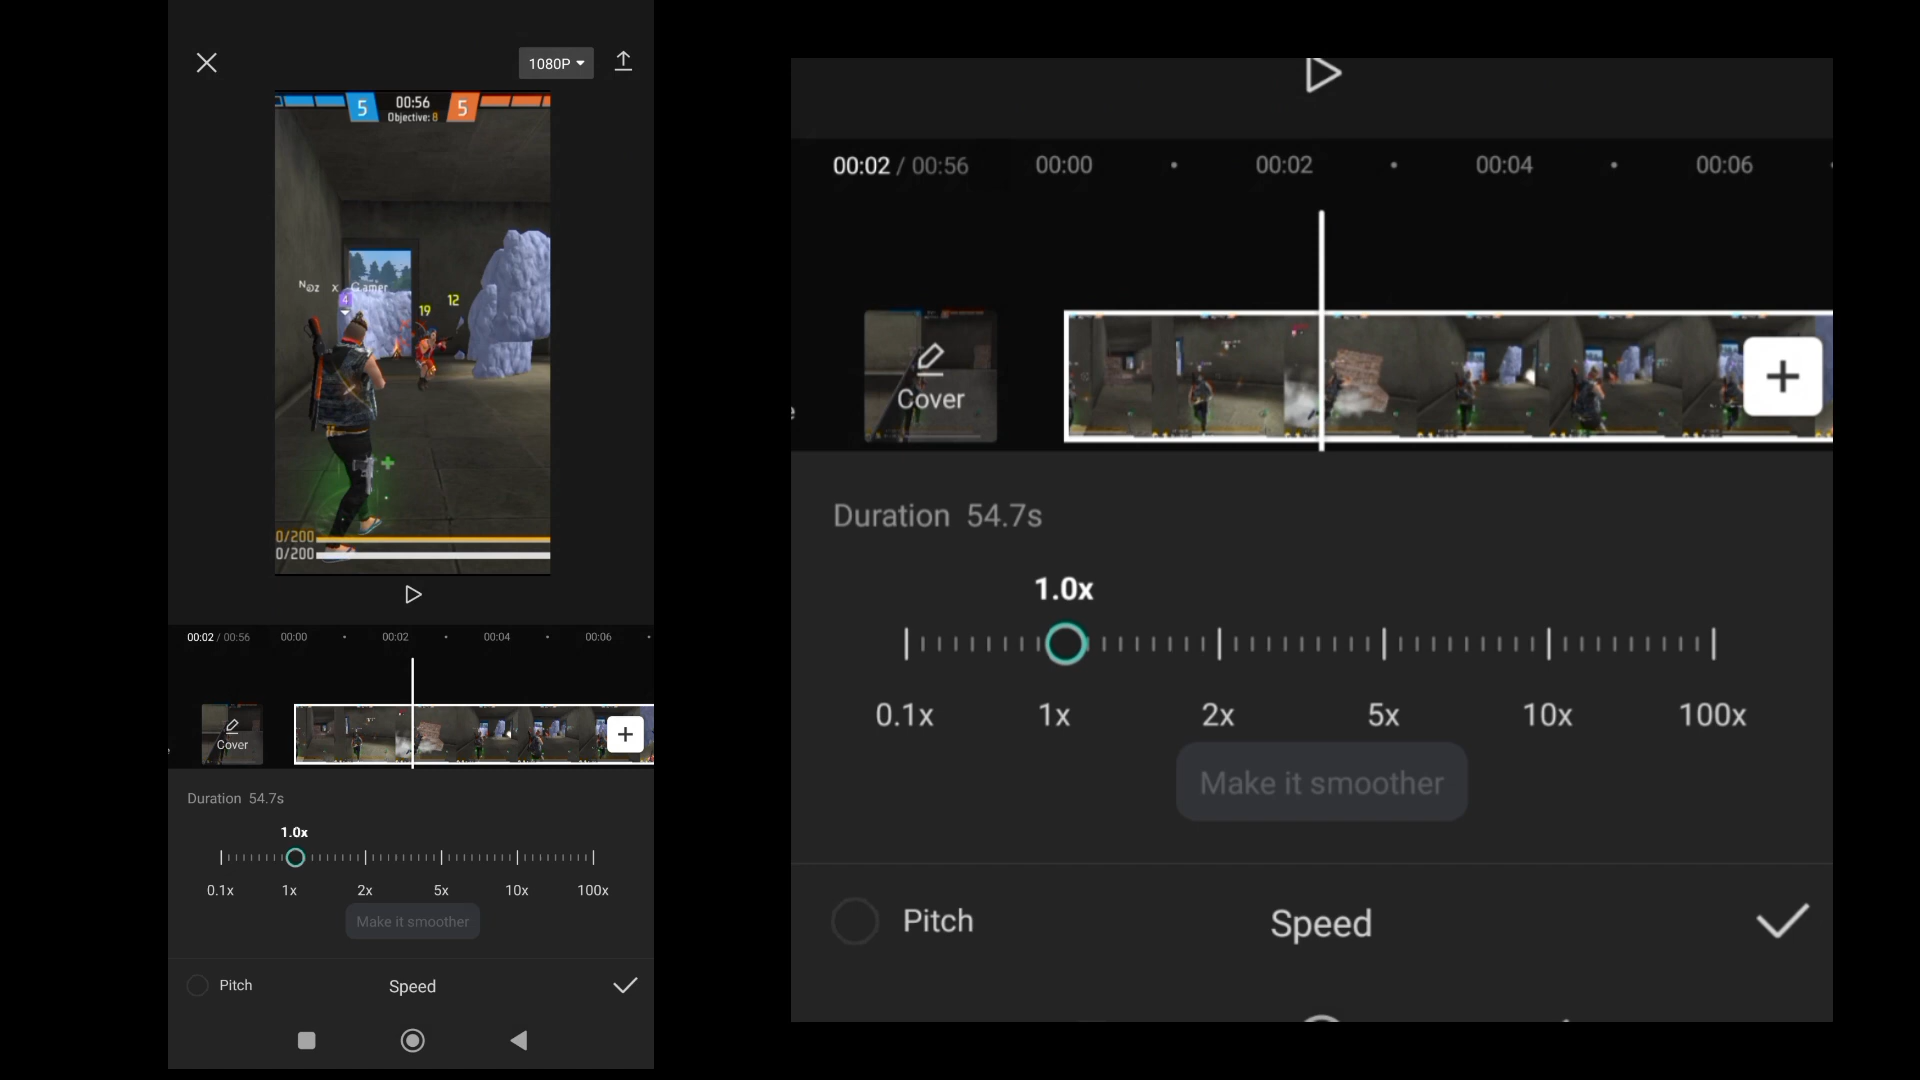 1080P
5 00:56 5
Objective: 8
Noz x Gamer
4
19 12
0/200
0/200
00:02 / 00:56 00:00 00:02 00:04 00:06
Cover
Duration 54.7s
1.0x
0.1x 1x 2x 5x 10x 100x
Make it smoother
Pitch Speed
00:02 / 00:56 00:00 00:02 00:04 00:06
e Cover
Duration 54.7s
1.0x
0.1x 1x 2x 5x 10x 100x
Make it smoother
Pitch Speed